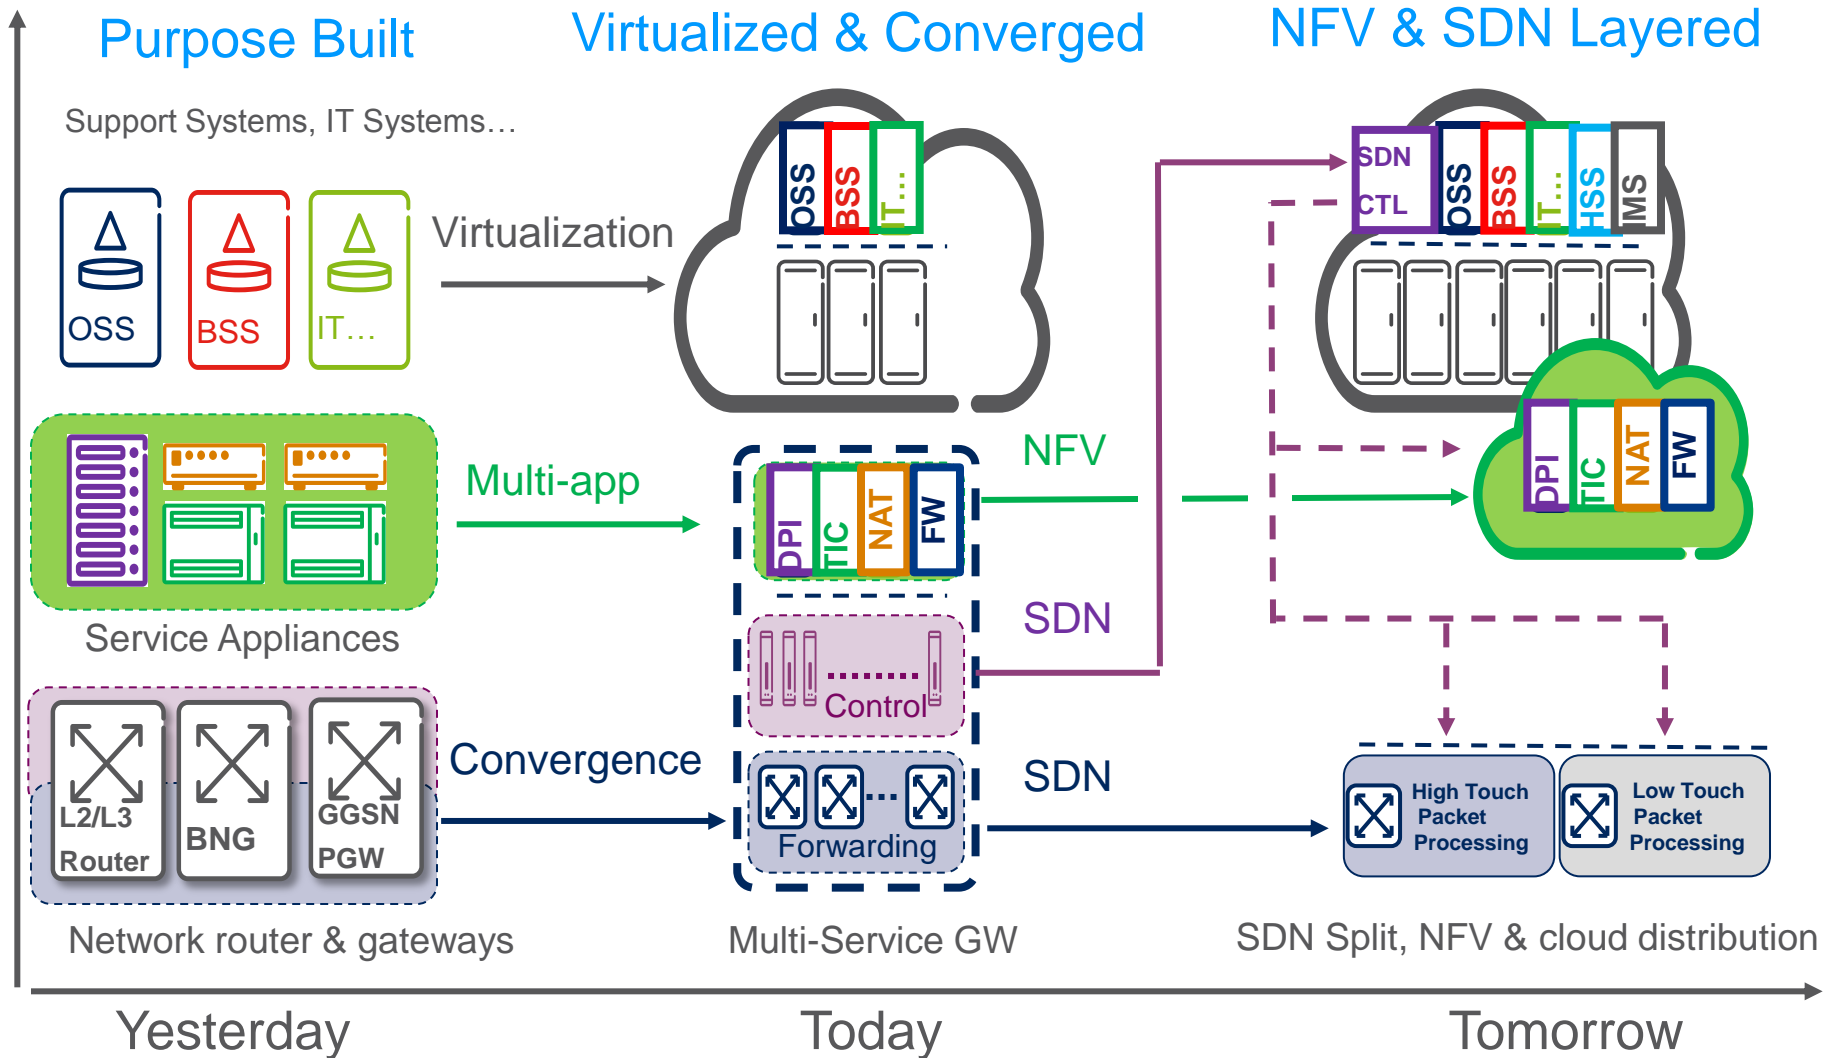 Purpose Built
Virtualized & Converged
NFV & SDN Layered
Support Systems, IT Systems…
OSS
BSS
IT…
Virtualization
OSS
BSS
IT…
SDN
CTL
OSS
BSS
IT…
HSS
IMS
Multi-app
Service Appliances
DPI
TIC
NAT
FW
NFV
DPI
TIC
NAT
FW
SDN
Control
L2/L3
Router
BNG
GGSN
PGW
Convergence
Forwarding
SDN
High Touch
Packet
Processing
Low Touch
Packet
Processing
Network router & gateways
Multi-Service GW
SDN Split, NFV & cloud distribution
Yesterday
Today
Tomorrow